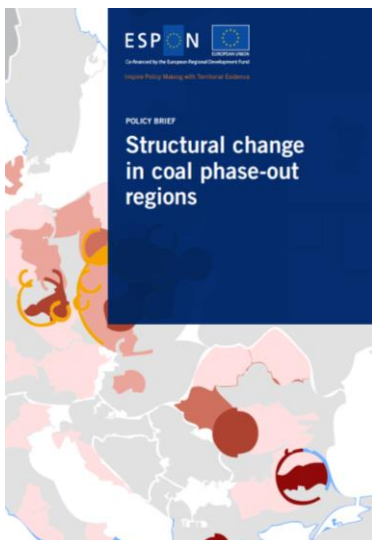 ESPON
EUROPEAN UNION
Co-financed by the European Regional Development Fund
Inspire Policy Making with Territorial Evidence
POLICY BRIEF
Structural change
in coal phase-out
regions